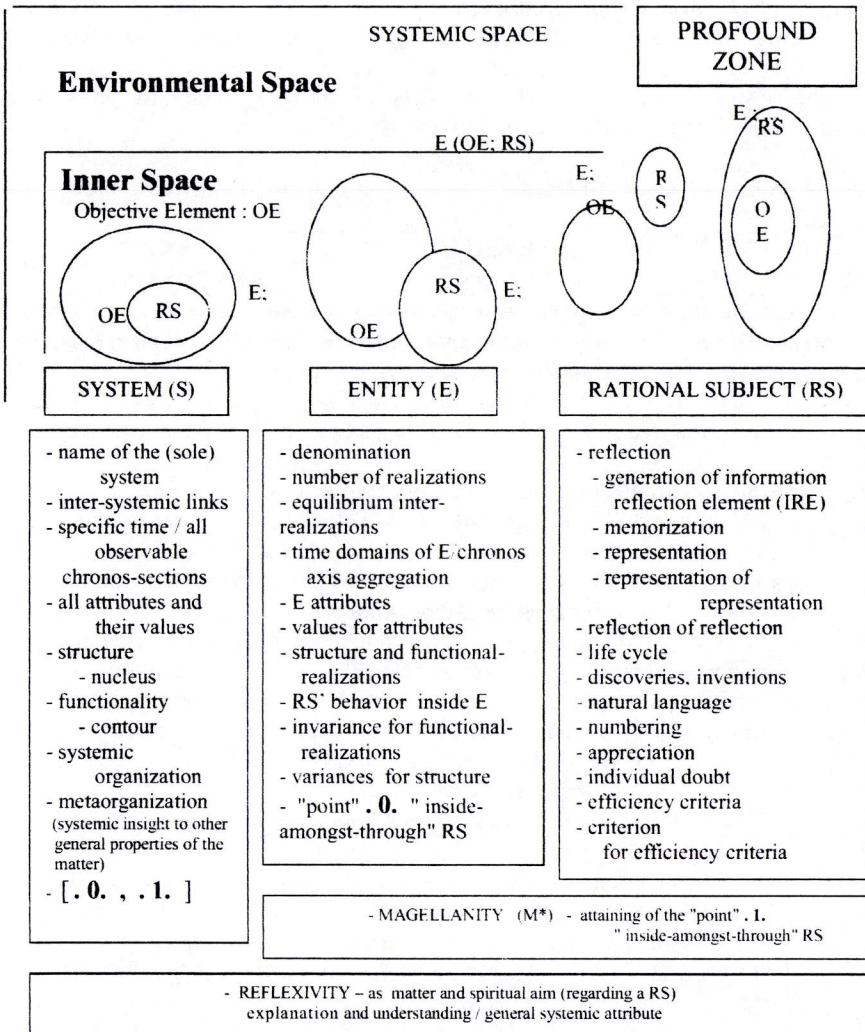 SYSTEMIC SPACE
PROFOUND
ZONE
Environmental Space
E (OE; RS)
Inner Space
Objective Element : OE
OE
RS
E;
RS
E;
OE
E;
OE
R
S
E ;...
RS
O
E
SYSTEM (S)
ENTITY (E)
RATIONAL SUBJECT (RS)
- name of the (sole)
system
- inter-systemic links
- specific time / all
observable
chronos-sections
- all attributes and
their values
- structure
- nucleus
- functionality
- contour
- systemic
organization
- metaorganization
(systemic insight to other
general properties of the
matter)
- [ . 0. , . 1. ]
- denomination
- number of realizations
- equilibrium inter-
realizations
- time domains of E/chronos
axis aggregation
- E attributes
- values for attributes
- structure and functional-
realizations
- RS' behavior inside E
- invariance for functional-
realizations
- variances for structure
- "point" . 0. " inside-
amongst-through" RS
- reflection
- generation of information
reflection element (IRE)
- memorization
- representation
- representation of
representation
- reflection of reflection
- life cycle
- discoveries, inventions
- natural language
- numbering
- appreciation
- individual doubt
- efficiency criteria
- criterion
for efficiency criteria
- MAGELLANITY (M*) - attaining of the "point" . 1.
" inside-amongst-through" RS
- REFLEXIVITY – as matter and spiritual aim (regarding a RS)
explanation and understanding / general systemic attribute